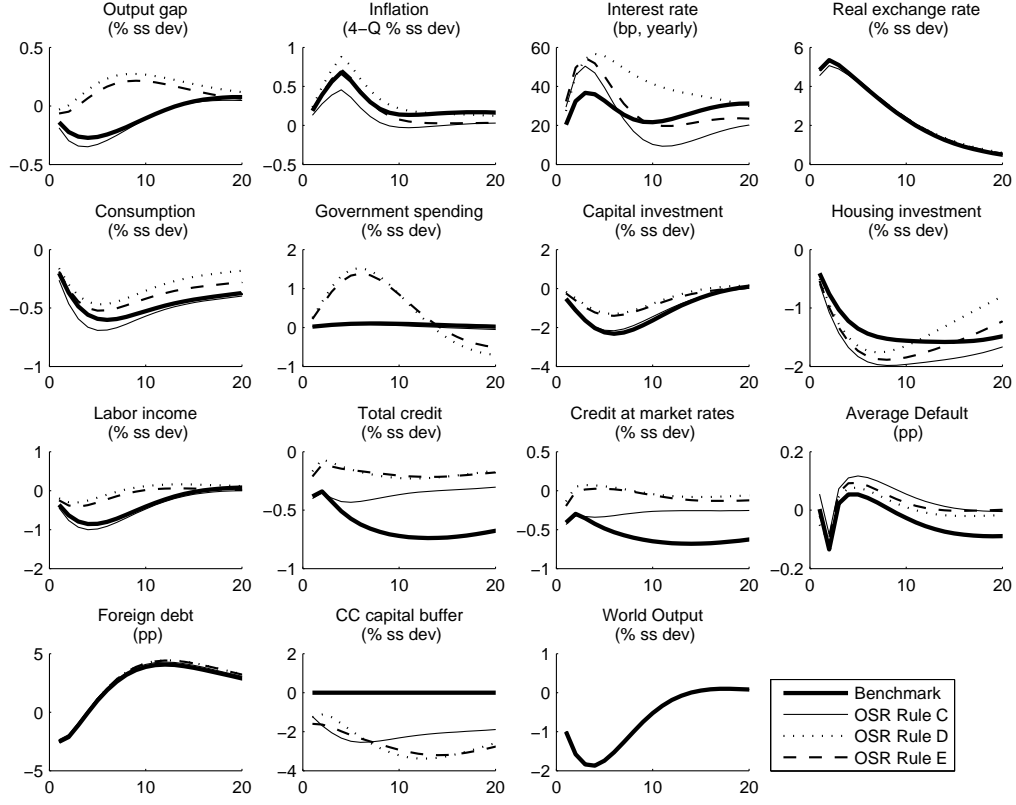 Output gap
(% ss dev)
0.5
0
−0.5
0 10 20
Inflation
(4−Q % ss dev)
1
0.5
0
−0.5
0 10 20
Interest rate
(bp, yearly)
60
40
20
0
0 10 20
Real exchange rate
(% ss dev)
6
4
2
0
0 10 20
Consumption
(% ss dev)
0
−0.5
−1
0 10 20
Government spending
(% ss dev)
2
1
0
−1
0 10 20
Capital investment
(% ss dev)
2
0
−2
−4
0 10 20
Housing investment
(% ss dev)
0
−1
−2
0 10 20
Labor income
(% ss dev)
1
0
−1
−2
0 10 20
Total credit
(% ss dev)
0
−0.5
−1
0 10 20
Credit at market rates
(% ss dev)
0.5
0
−0.5
−1
0 10 20
Average Default
(pp)
0.2
0
−0.2
0 10 20
Foreign debt
(pp)
5
0
−5
0 10 20
CC capital buffer
(% ss dev)
2
0
−2
−4
0 10 20
World Output
(% ss dev)
1
0
−1
−2
0 10 20
Benchmark
OSR Rule C
OSR Rule D
OSR Rule E